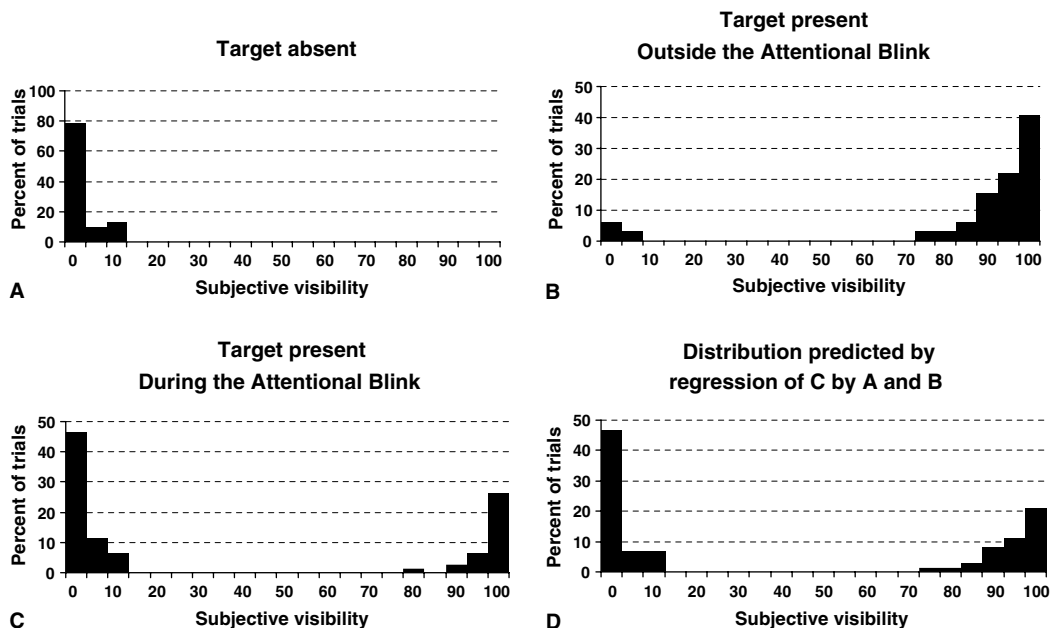 Target absent
Percent of trials
100
80
60
40
20
0
0 10 20 30 40 50 60 70 80 90 100
Subjective visibility
A
Target present
Outside the Attentional Blink
Percent of trials
50
40
30
20
10
0
0 10 20 30 40 50 60 70 80 90 100
Subjective visibility
B
Target present
During the Attentional Blink
Percent of trials
50
40
30
20
10
0
0 10 20 30 40 50 60 70 80 90 100
Subjective visibility
C
Distribution predicted by
regression of C by A and B
Percent of trials
50
40
30
20
10
0
0 10 20 30 40 50 60 70 80 90 100
Subjective visibility
D